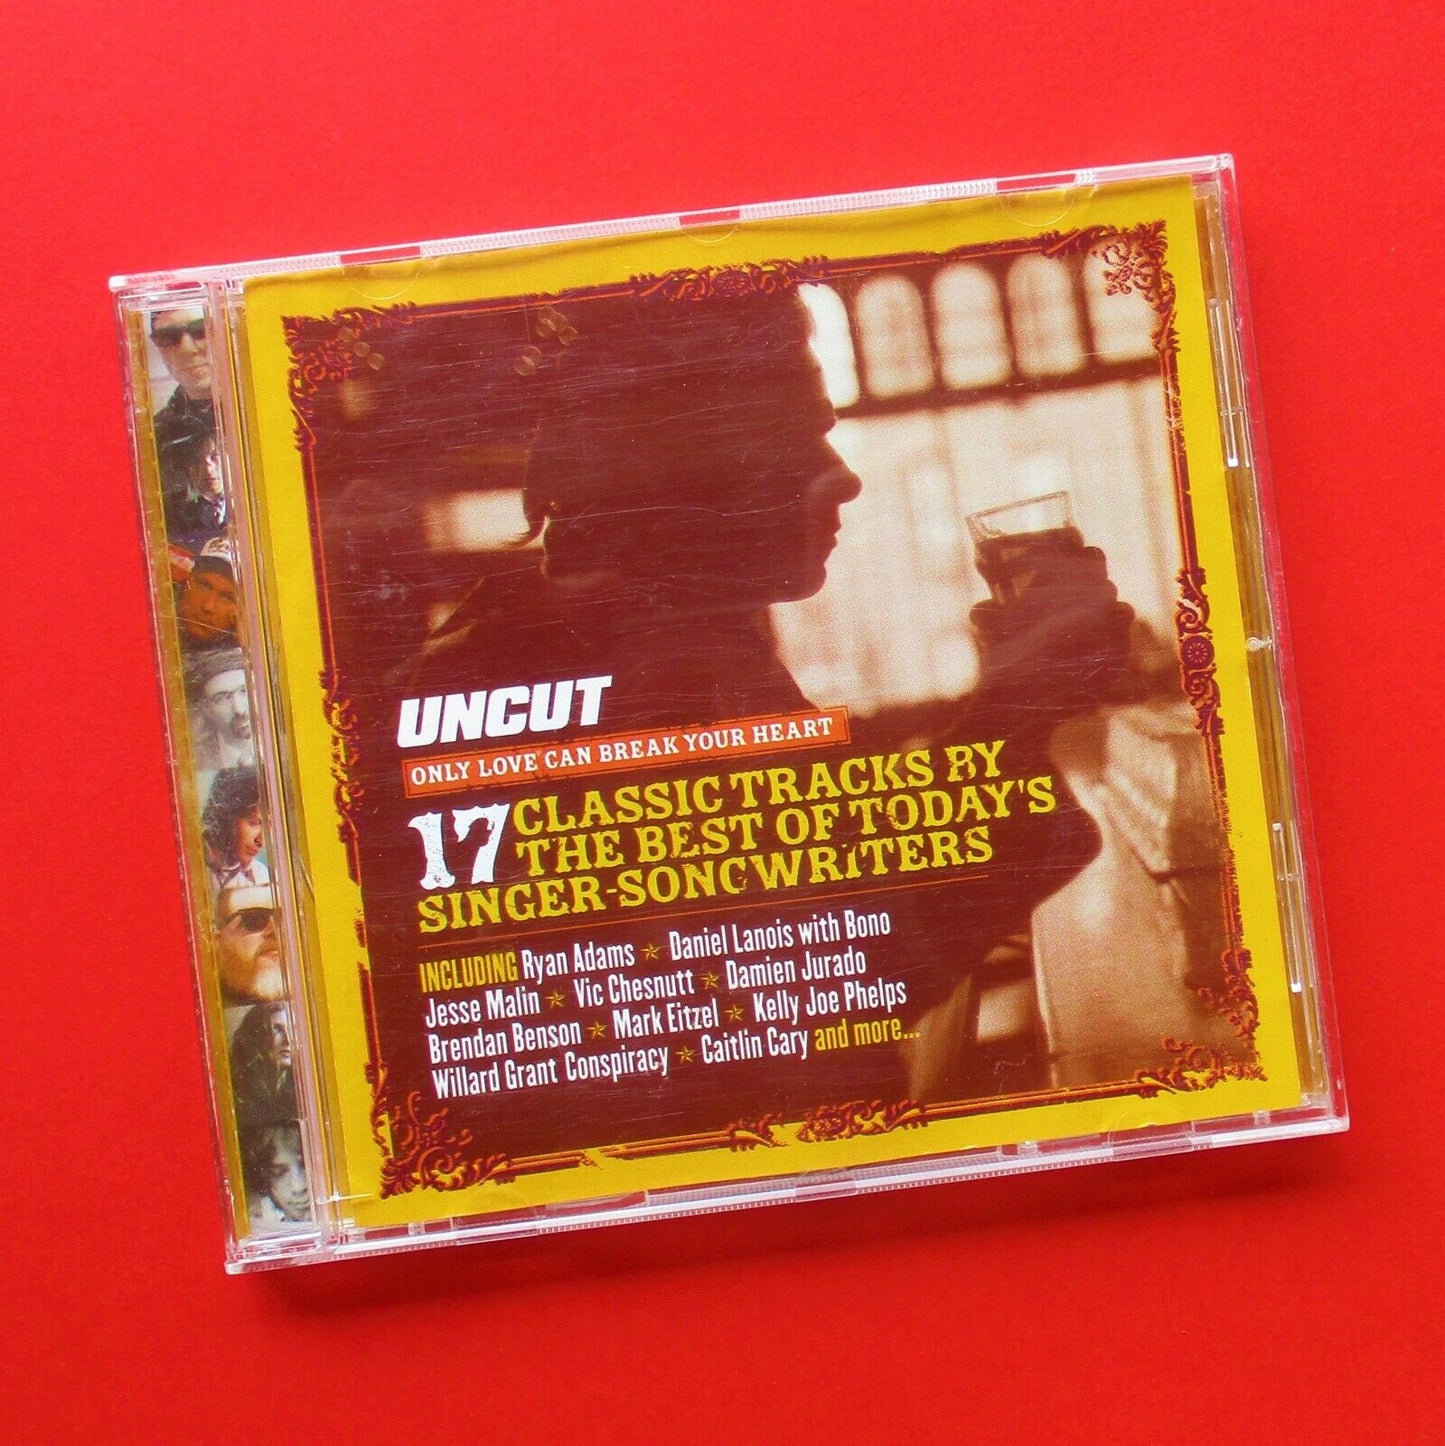 UNCUT
ONLY LOVE CAN BREAK YOUR HEART
17 CLASSIC TRACKS BY
THE BEST OF TODAY'S
SINGER-SONGWRITERS
INCLUDING Ryan Adams ★ Daniel Lanois with Bono
Jesse Malin ★ Vic Chesnutt ★ Damien Jurado
Brendan Benson ★ Mark Eitzel ★ Kelly Joe Phelps
Willard Grant Conspiracy ★ Caitlin Cary and more...